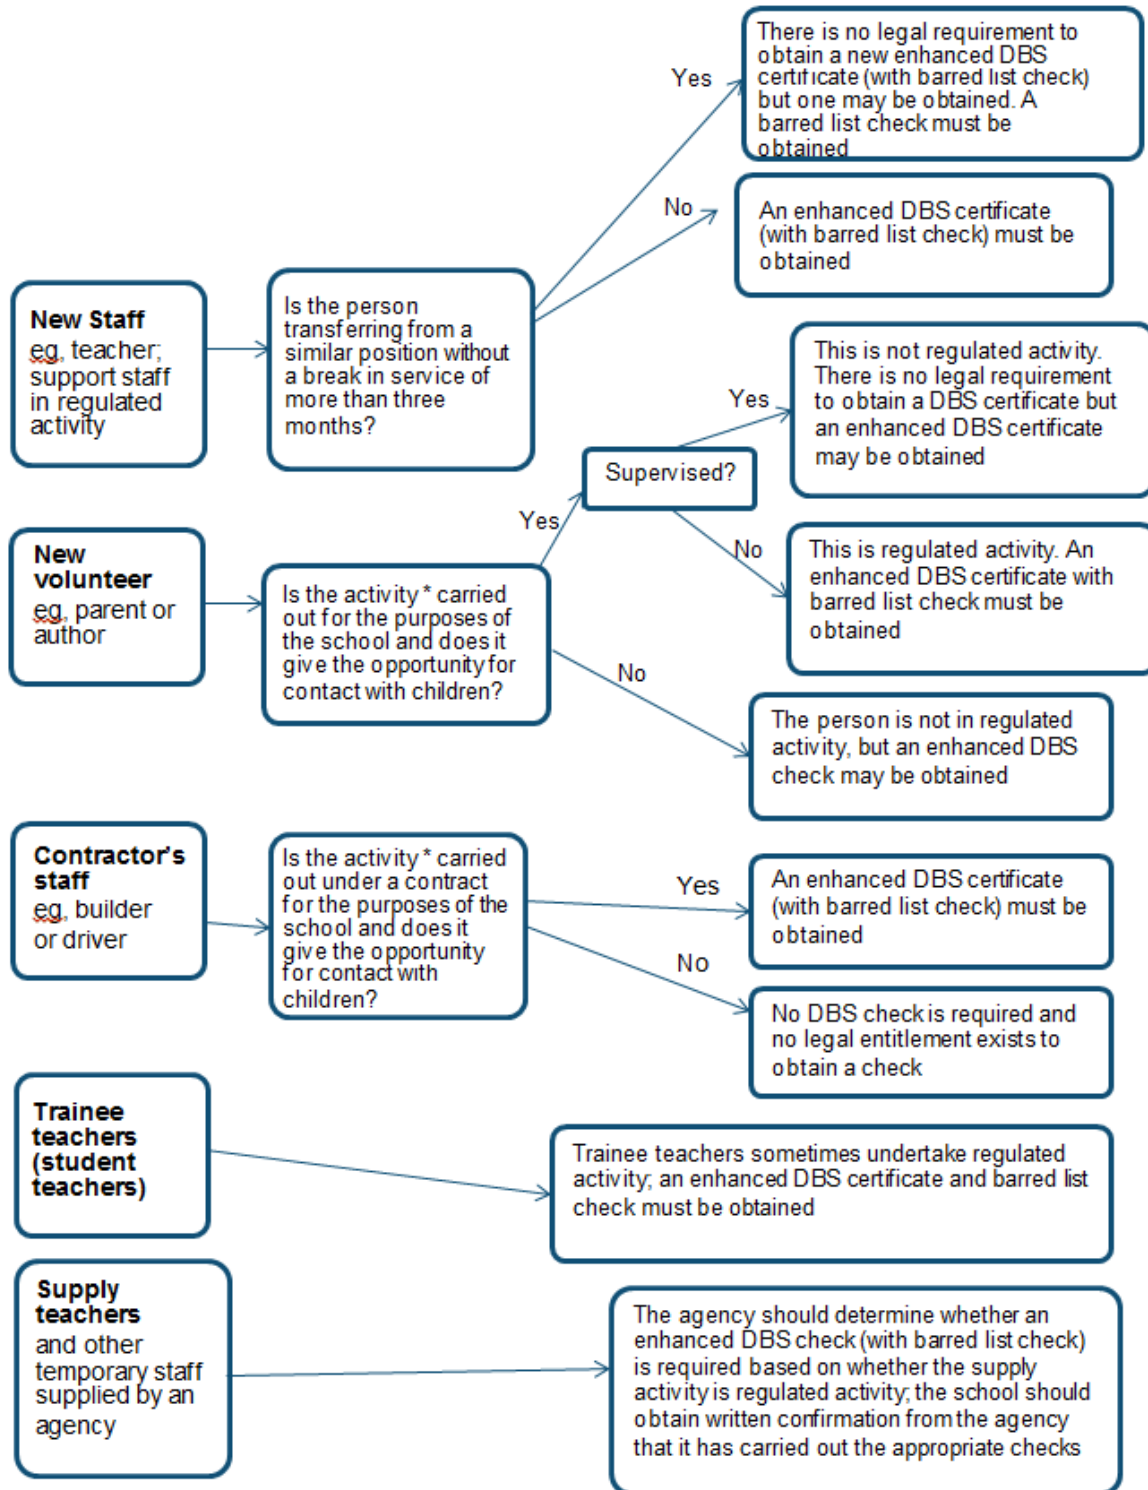 There is no legal requirement to
obtain a new enhanced DBS
certificate (with barred list check)
but one may be obtained. A
barred list check must be
obtained
Yes
No
An enhanced DBS certificate
(with barred list check) must be
obtained
New Staff
eg, teacher;
support staff
in regulated
activity
Is the person
transferring from a
similar position without
a break in service of
more than three
months?
This is not regulated activity.
There is no legal requirement
to obtain a DBS certificate but
an enhanced DBS certificate
may be obtained
Yes
Supervised?
Yes
No
This is regulated activity. An
enhanced DBS certificate with
barred list check must be
obtained
New
volunteer
eg, parent or
author
Is the activity * carried
out for the purposes of
the school and does it
give the opportunity for
contact with children?
No
The person is not in regulated
activity, but an enhanced DBS
check may be obtained
Contractor's
staff
eg, builder
or driver
Is the activity * carried
out under a contract
for the purposes of the
school and does it
give the opportunity
for contact with
children?
Yes
An enhanced DBS certificate
(with barred list check) must be
obtained
No
No DBS check is required and
no legal entitlement exists to
obtain a check
Trainee
teachers
(student
teachers)
Trainee teachers sometimes undertake regulated
activity; an enhanced DBS certificate and barred list
check must be obtained
Supply
teachers
and other
temporary staff
supplied by an
agency
The agency should determine whether an
enhanced DBS check (with barred list check)
is required based on whether the supply
activity is regulated activity; the school should
obtain written confirmation from the agency
that it has carried out the appropriate checks